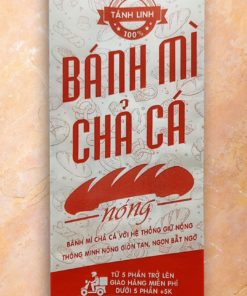 TÁNH LINH
100%
BÁNH MÌ
CHẢ CÁ
nóng
BÁNH MÌ CHẢ CÁ VỚI HỆ THỐNG GIỮ NÓNG
THÔNG MINH NÓNG GIÒN TAN, NGON BẤT NGỜ
TỪ 5 PHẦN TRỞ LÊN
GIAO HÀNG MIỄN PHÍ
DƯỚI 5 PHẦN +5K